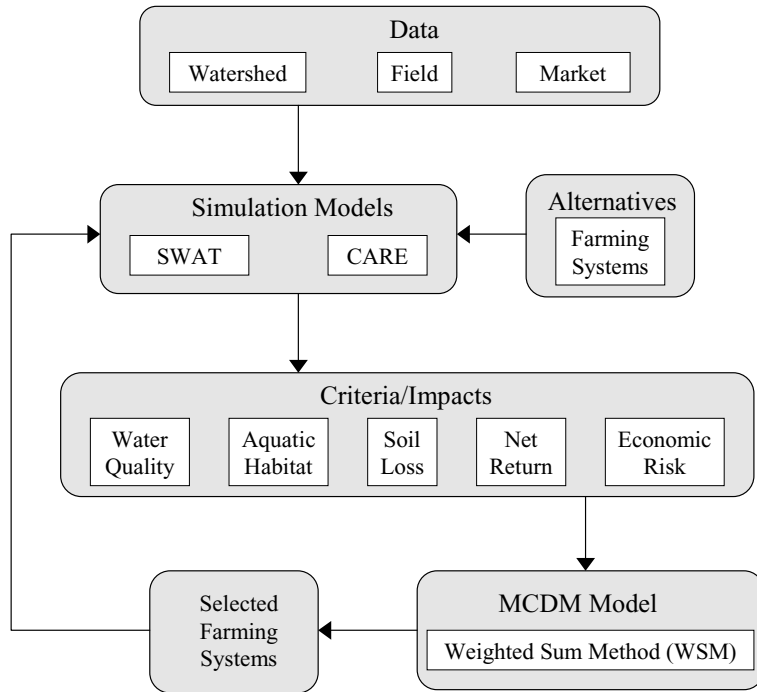 Data
Watershed
Field
Market
Simulation Models
SWAT
CARE
Alternatives
Farming
Systems
Criteria/Impacts
Water
Quality
Aquatic
Habitat
Soil
Loss
Net
Return
Economic
Risk
Selected
Farming
Systems
MCDM Model
Weighted Sum Method (WSM)